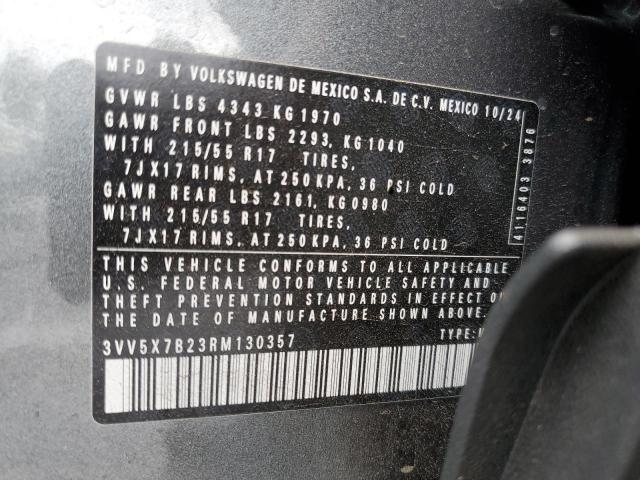 MFD BY VOLKSWAGEN DE MEXICO S.A. DE C.V. MEXICO 10/24
GVWR LBS 4343 KG 1970
GAWR FRONT LBS 2293, KG 1040
WITH 215/55 R17 TIRES,
7JX17 RIMS, AT 250 KPA, 36 PSI COLD
GAWR REAR LBS 2161, KG 0980
WITH 215/55 R17 TIRES,
7JX17 RIMS, AT 250 KPA, 36 PSI COLD
THIS VEHICLE CONFORMS TO ALL APPLICABLE
U.S. FEDERAL MOTOR VEHICLE SAFETY AND
THEFT PREVENTION STANDARDS IN EFFECT O
THE DATE OF MANUFACTURE SHOWN ABOVE.
3VV5X7B23RM130357 TYPE:
4116403 3876